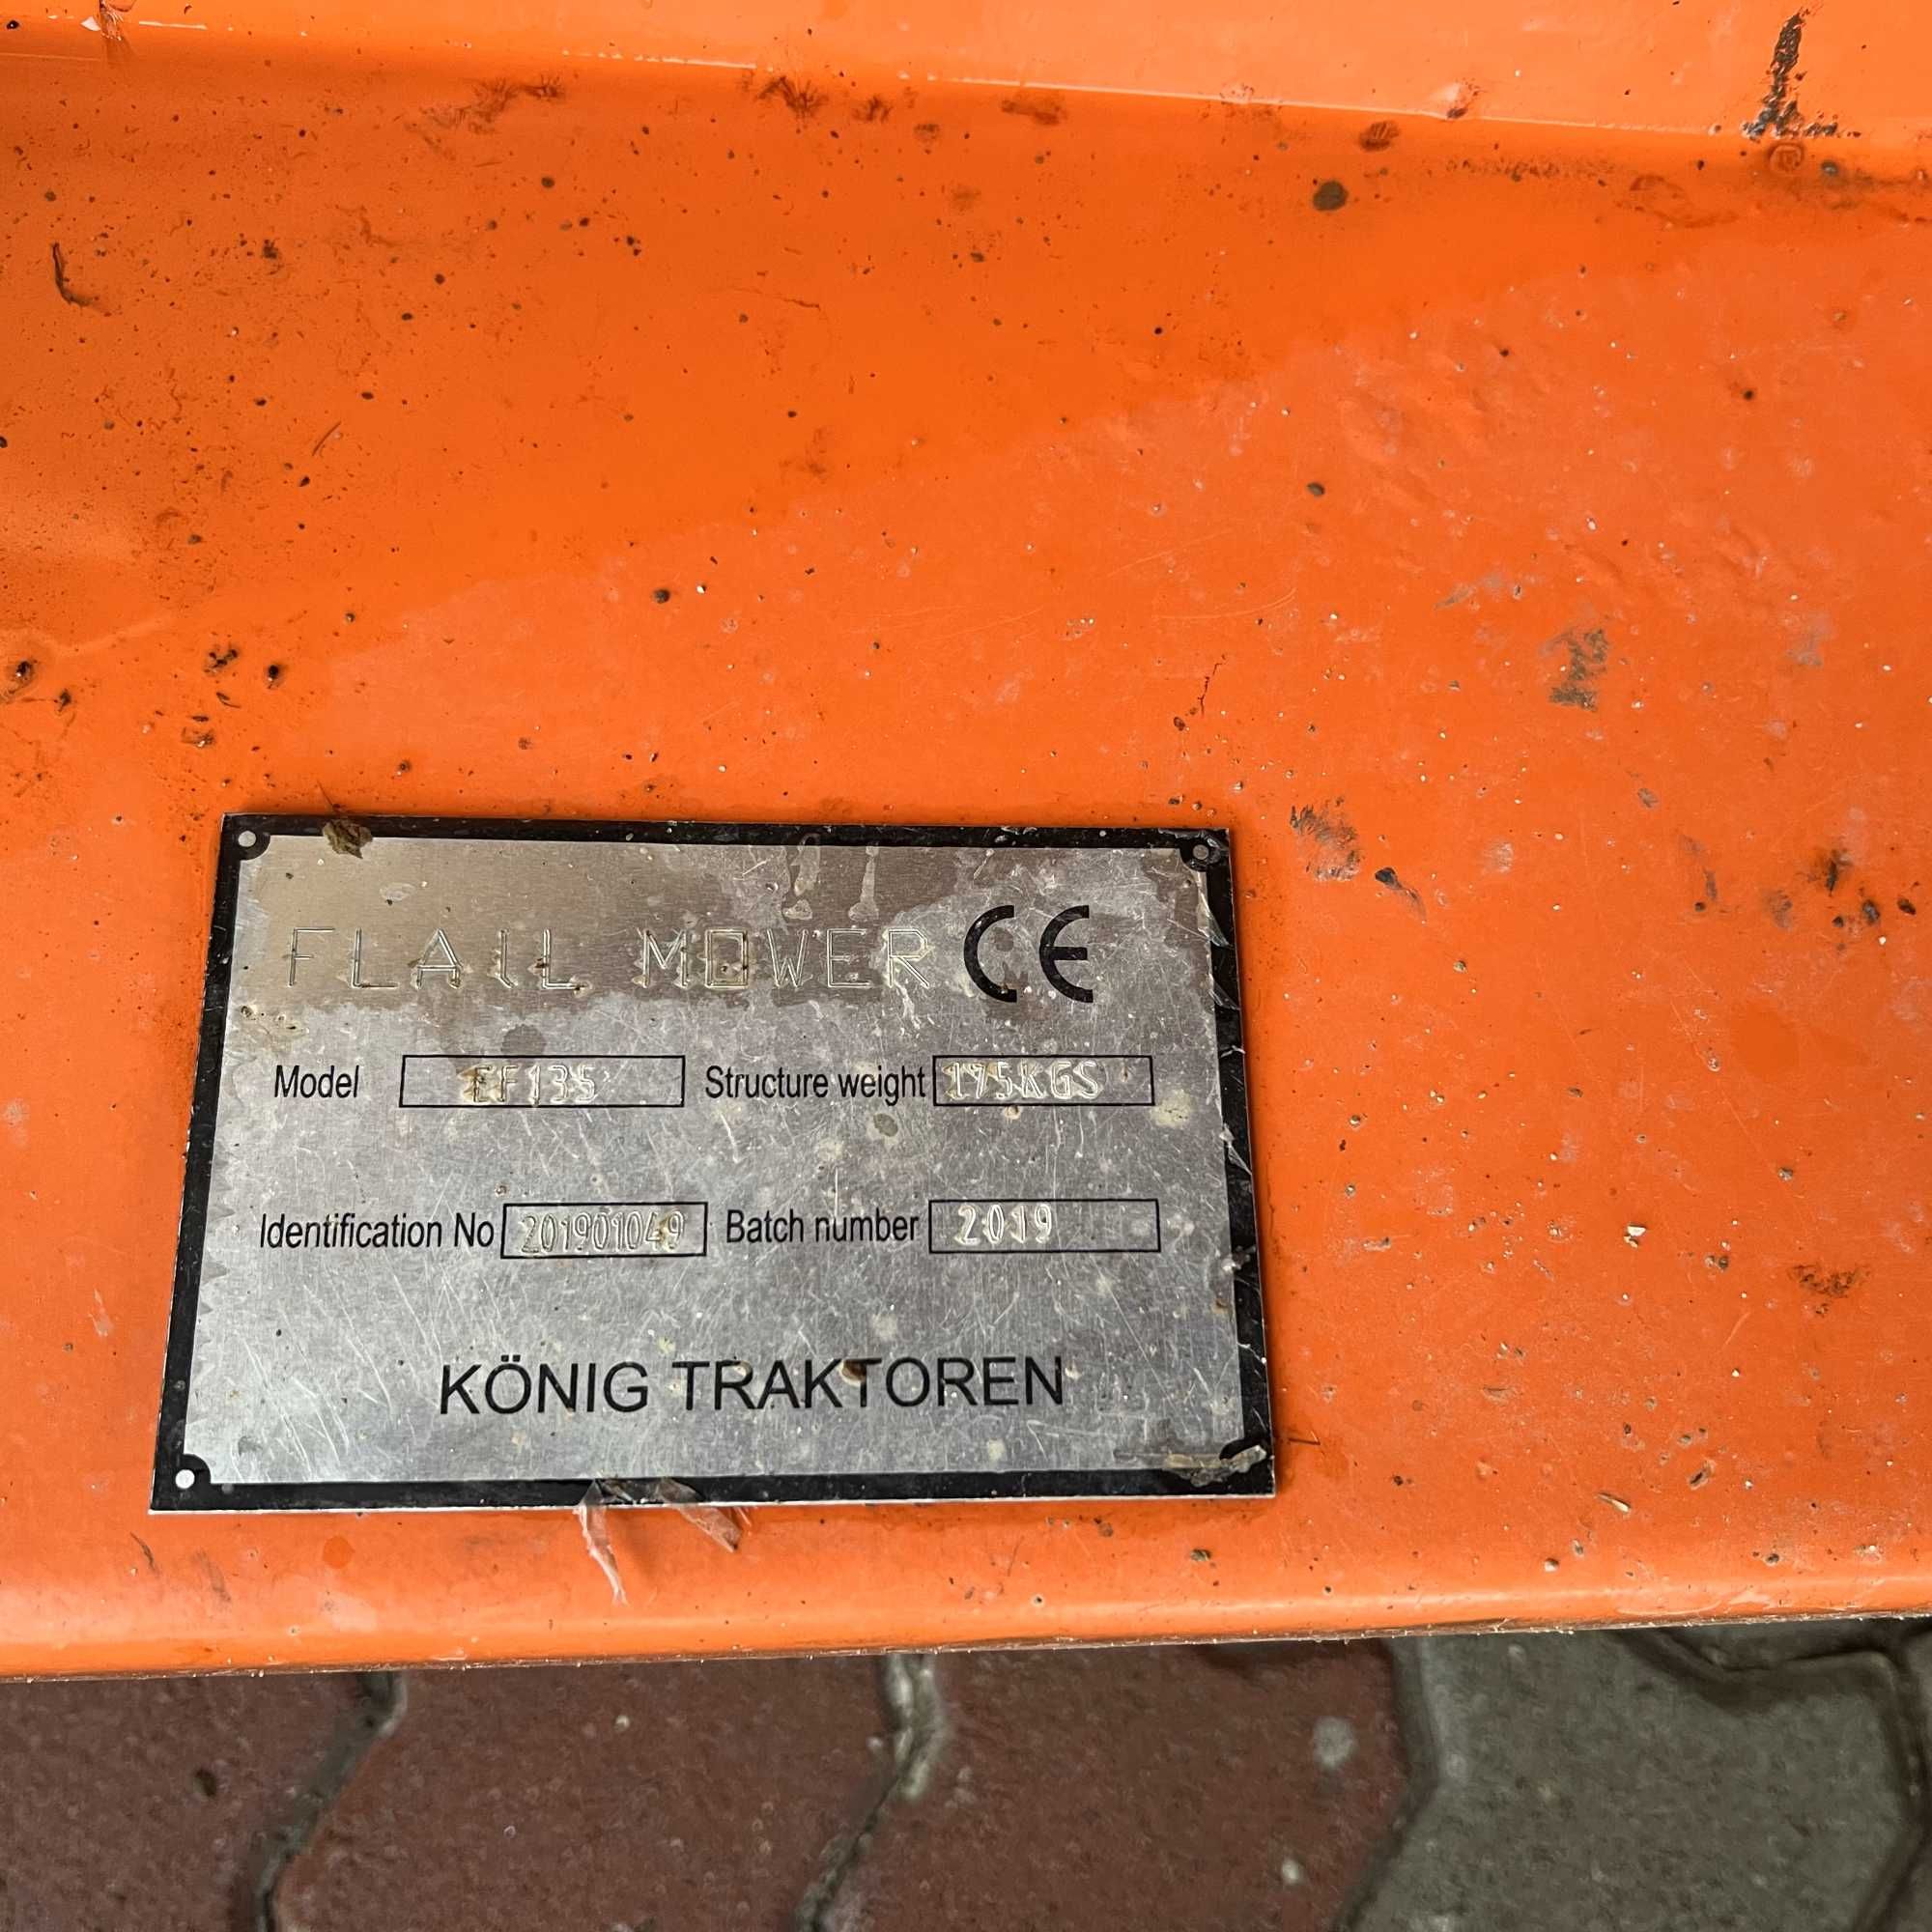 FLAIL MOWER CE
Model EF135 Structure weight 175KGS
Identification No 201901049 Batch number 2019
KÖNIG TRAKTOREN